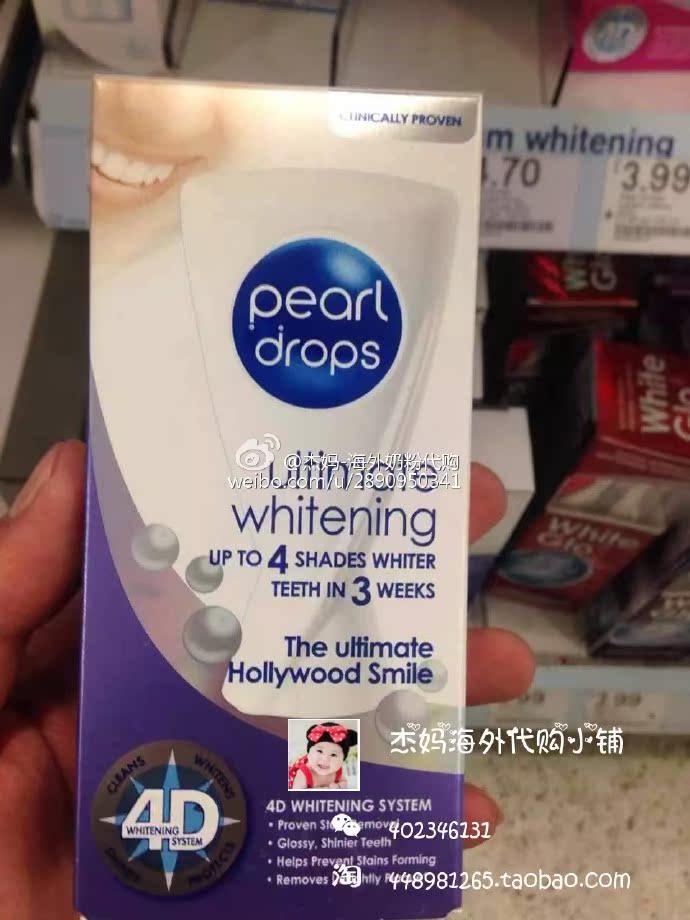 CLINICALLY PROVEN
m whitening
.70
3.99
pearl
drops
White
Glo
@杰妈-海外奶粉代购
ultimate
weibo.com/u/2890950341
whitening
White
Glo
UP TO 4 SHADES WHITER
TEETH IN 3 WEEKS
The ultimate
Hollywood Smile
杰妈海外代购小铺
CLEANS WHITENS
PROTECTS
4D
WHITENING
SYSTEM
4D WHITENING SYSTEM
• Proven Stain Removal
402346131
• Glossy, Shinier Teeth
• Helps Prevent Stains Forming
• Removes
淘 448981265.taobao.com